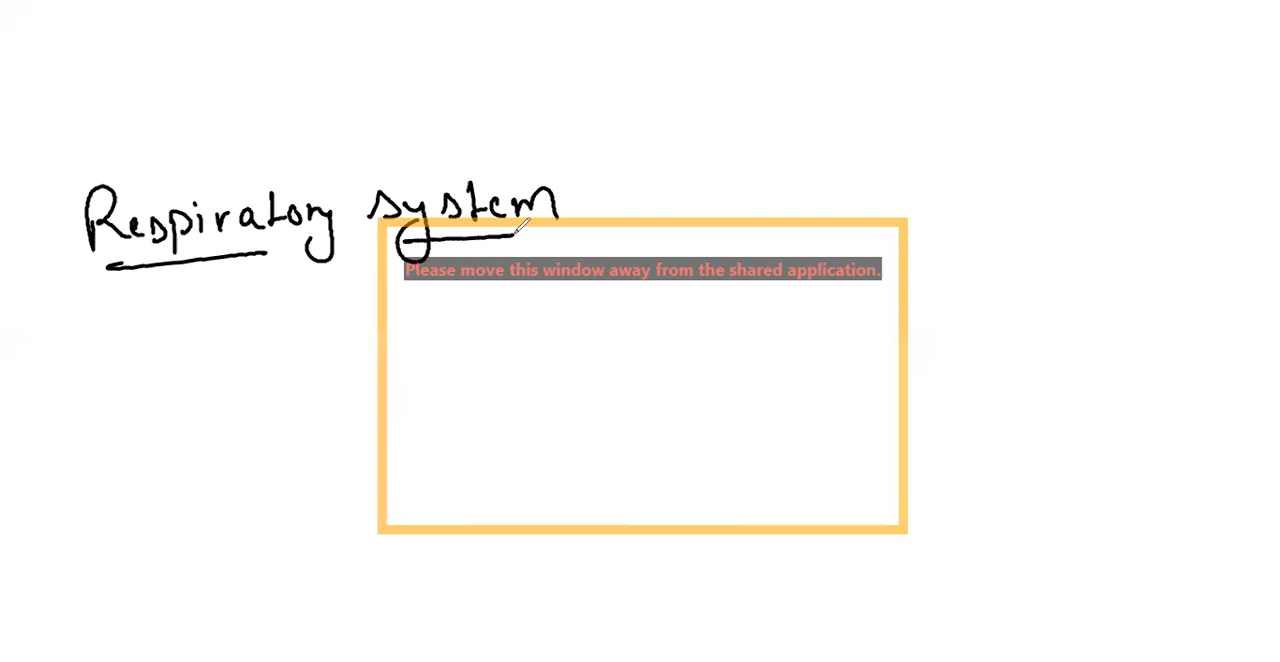 Respiratory system
Please move this window away from the shared application.